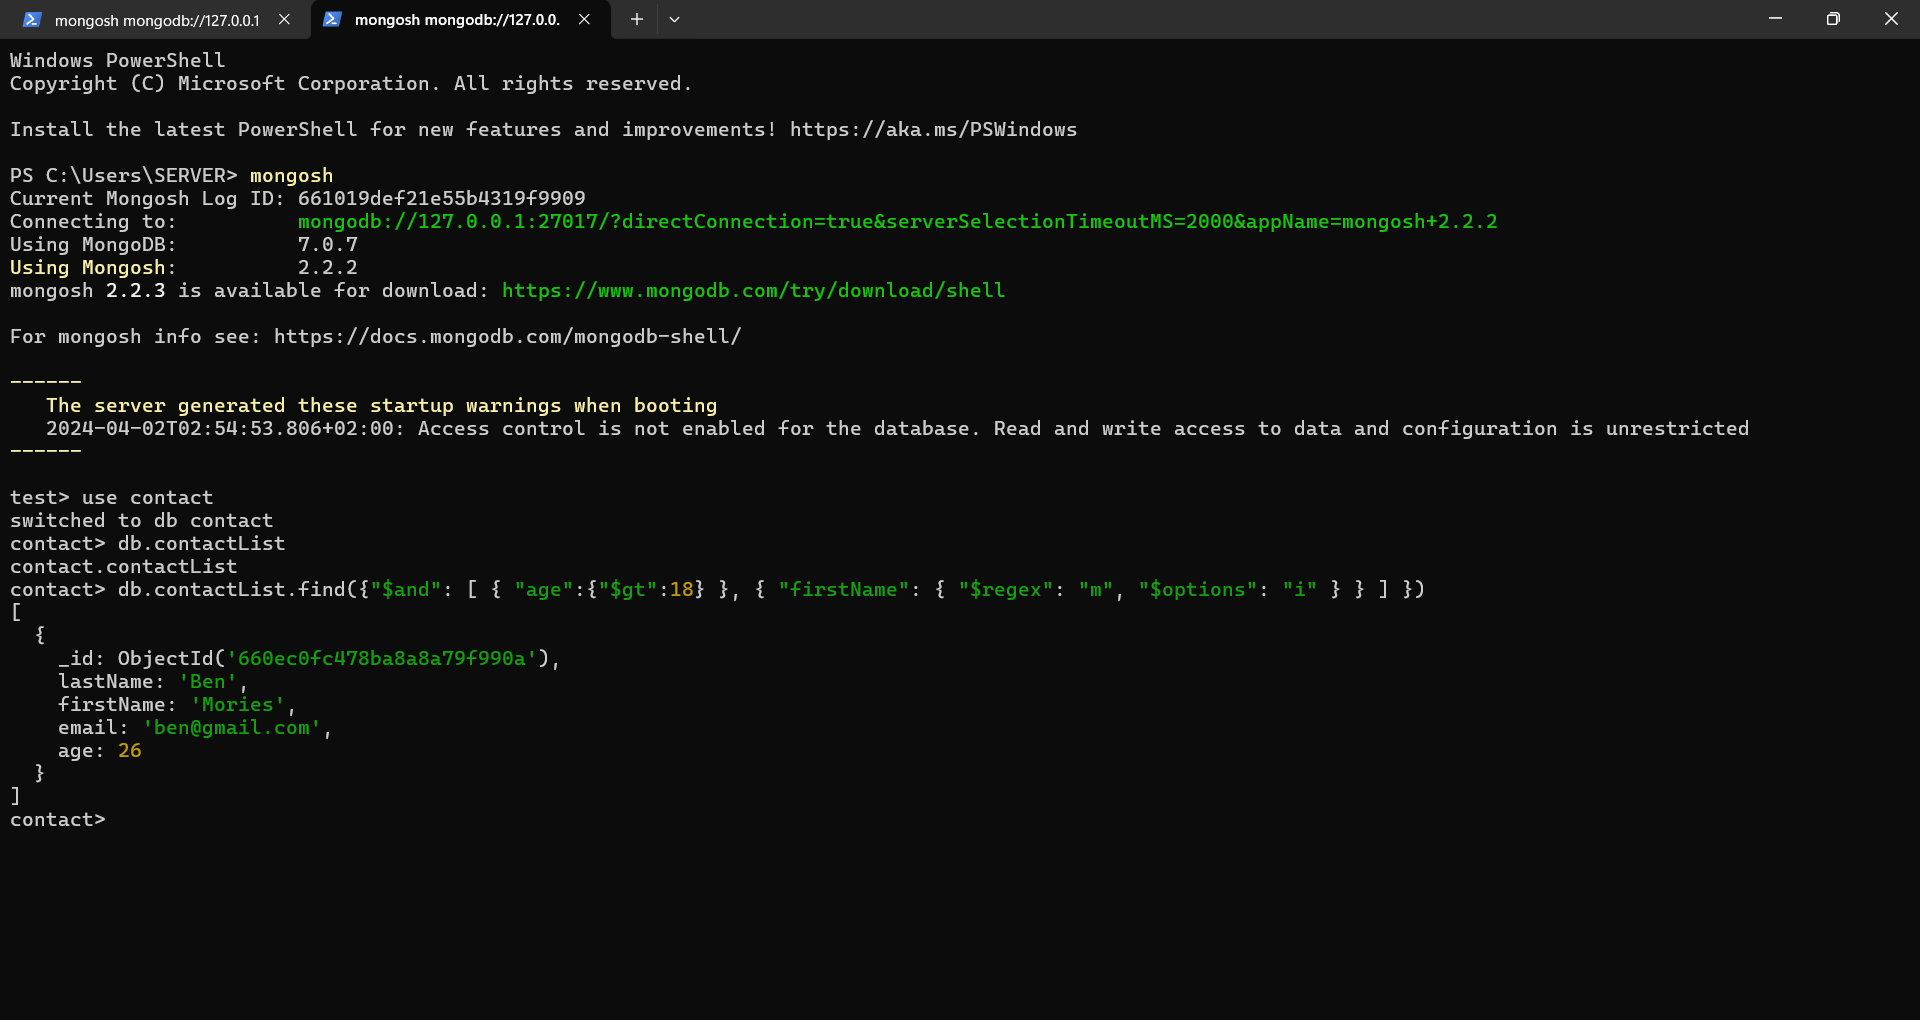 mongosh mongodb://127.0.0.1
mongosh mongodb://127.0.0.
Windows PowerShell
Copyright (C) Microsoft Corporation. All rights reserved.
Install the latest PowerShell for new features and improvements! https://aka.ms/PSWindows
PS C:\Users\SERVER> mongosh
Current Mongosh Log ID: 661019def21e55b4319f9909
Connecting to:          mongodb://127.0.0.1:27017/?directConnection=true&serverSelectionTimeoutMS=2000&appName=mongosh+2.2.2
Using MongoDB:          7.0.7
Using Mongosh:          2.2.2
mongosh 2.2.3 is available for download: https://www.mongodb.com/try/download/shell
For mongosh info see: https://docs.mongodb.com/mongodb-shell/
------
   The server generated these startup warnings when booting
   2024-04-02T02:54:53.806+02:00: Access control is not enabled for the database. Read and write access to data and configuration is unrestricted
------
test> use contact
switched to db contact
contact> db.contactList
contact.contactList
contact> db.contactList.find({"$and": [ { "age":{"$gt":18} }, { "firstName": { "$regex": "m", "$options": "i" } } ] })
[
  {
    _id: ObjectId('660ec0fc478ba8a8a79f990a'),
    lastName: 'Ben',
    firstName: 'Mories',
    email: 'ben@gmail.com',
    age: 26
  }
]
contact>